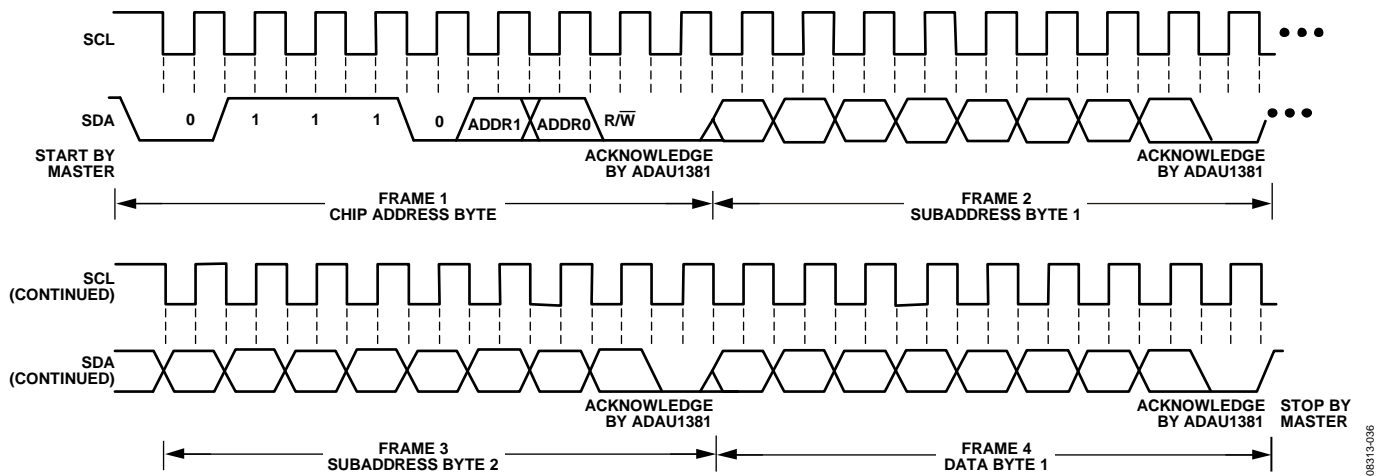 SCL
SDA
0 1 1 1 0 ADDR1 ADDR0 R/W̅
START BY
MASTER
ACKNOWLEDGE
BY ADAU1381
ACKNOWLEDGE
BY ADAU1381
FRAME 1
CHIP ADDRESS BYTE
FRAME 2
SUBADDRESS BYTE 1
SCL
(CONTINUED)
SDA
(CONTINUED)
ACKNOWLEDGE
BY ADAU1381
ACKNOWLEDGE
BY ADAU1381
STOP BY
MASTER
FRAME 3
SUBADDRESS BYTE 2
FRAME 4
DATA BYTE 1
08313-036